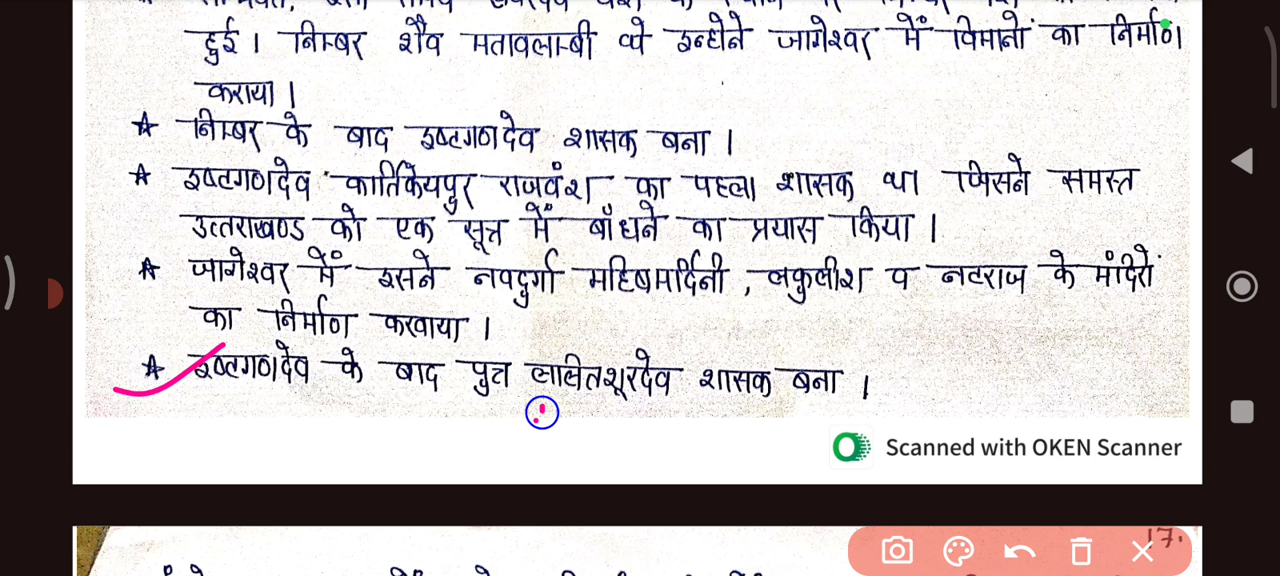 हुई। निम्बर शैव मतावलाम्बी थे इन्होने जागेश्वर में विमानों का निर्माण
कराया।
☆ निम्बर के बाद इष्टगणदेव शासक बना।
☆ इष्टगणदेव कार्तिकेयपुर राजवंश का पहला शासक था जिसने समस्त
उत्तराखण्ड को एक सूत्र में बाँधने का प्रयास किया।
☆ जागेश्वर में इसने नवदुर्गा महिषमर्दिनी, लकुलीश व नटराज के मंदिरों
का निर्माण करवाया।
☆ इष्टगणदेव के बाद पुत्र ललितशूरदेव शासक बना।
Scanned with OKEN Scanner
17.